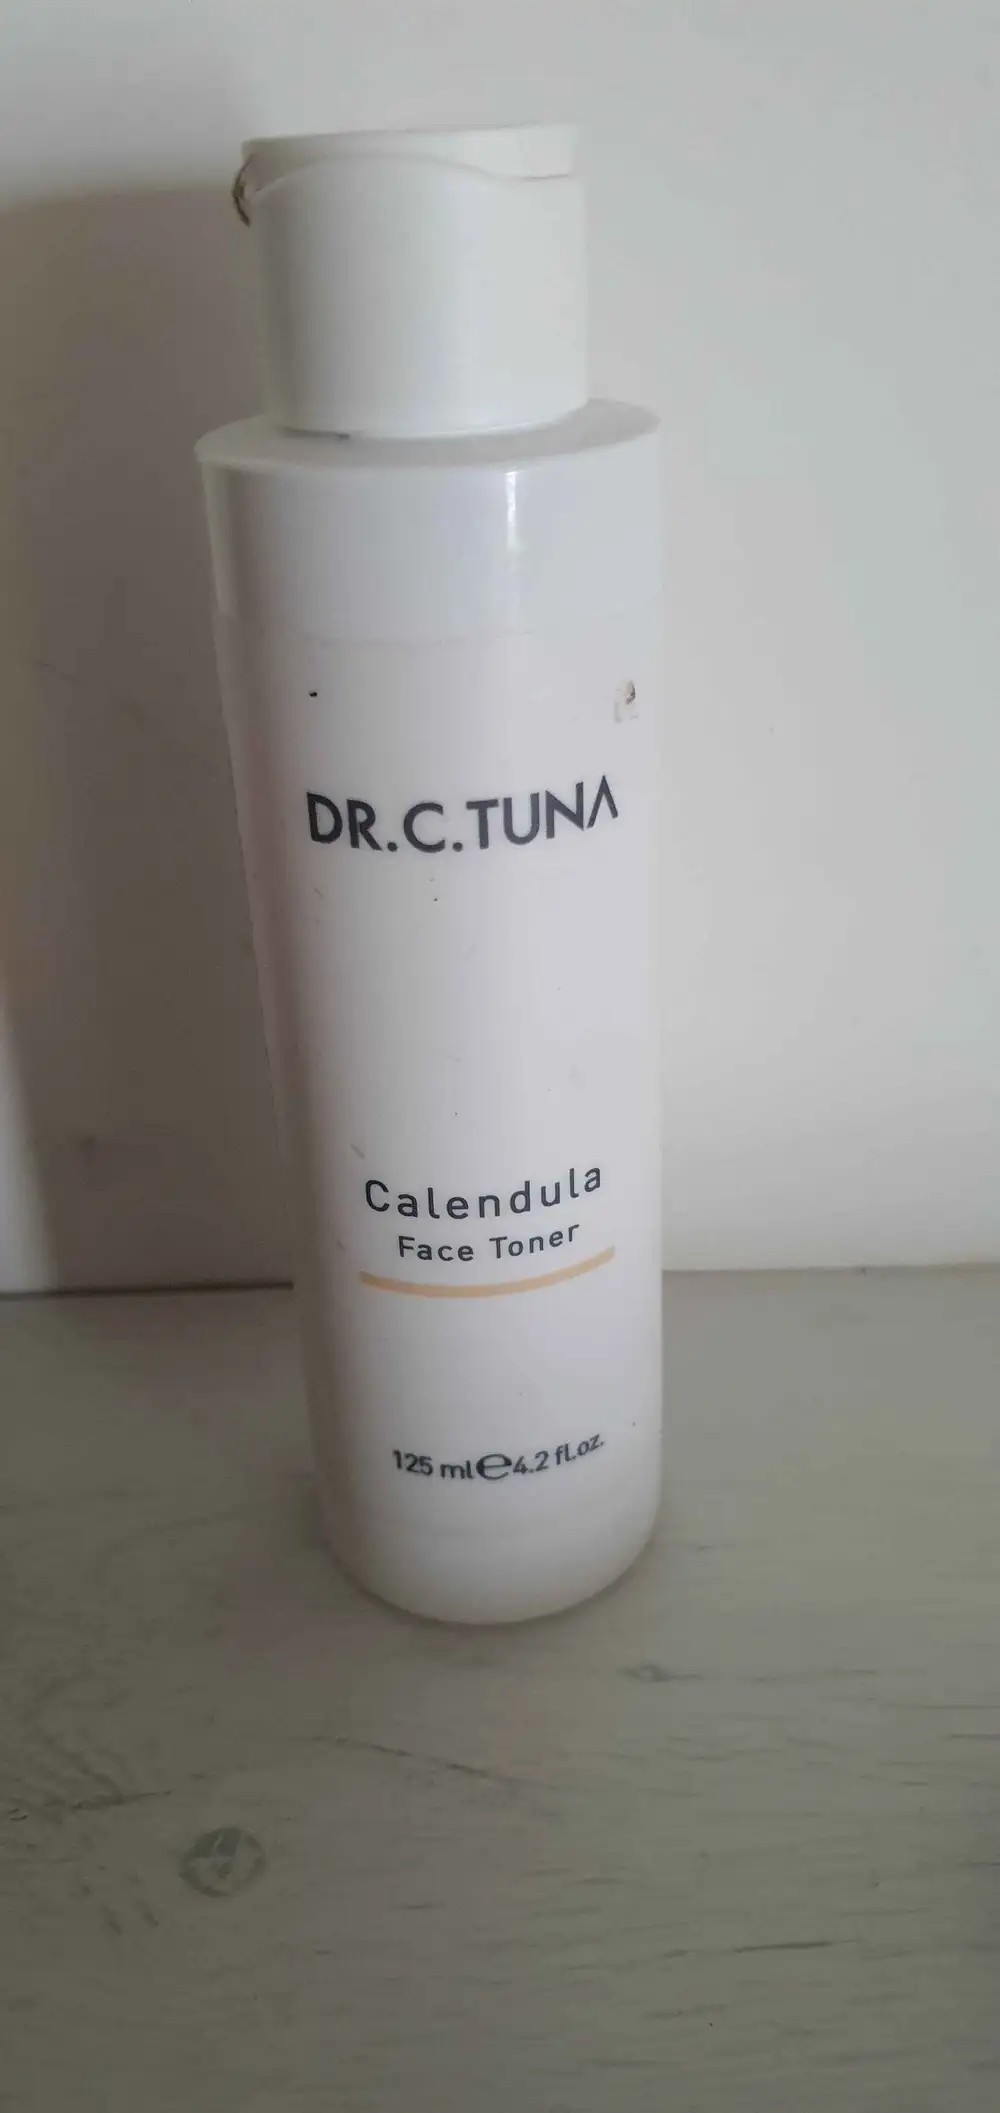 DR.C.TUNA
Calendula
Face Toner
125 ml℮4.2 fl.oz.